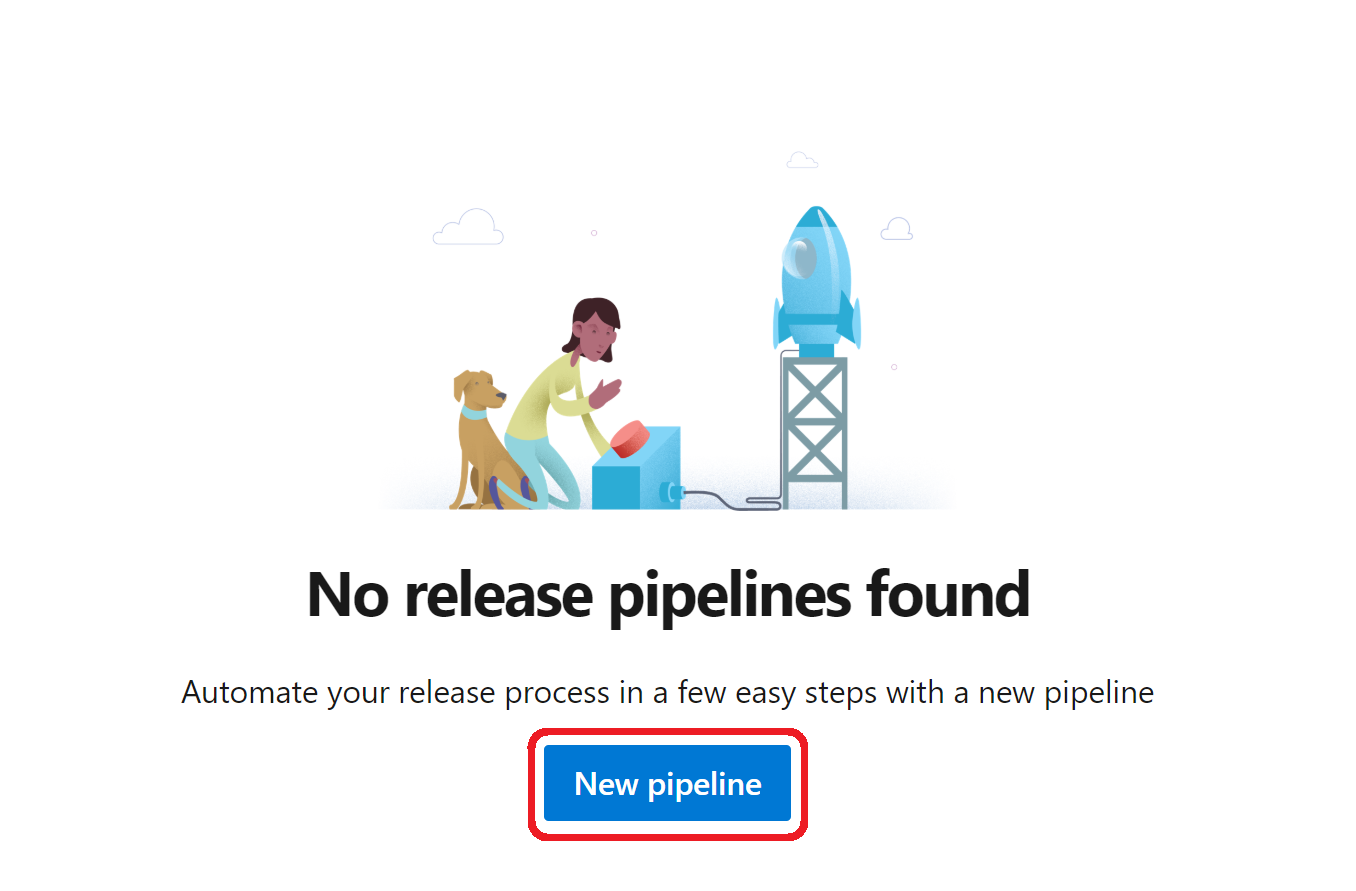 No release pipelines found
Automate your release process in a few easy steps with a new pipeline
New pipeline